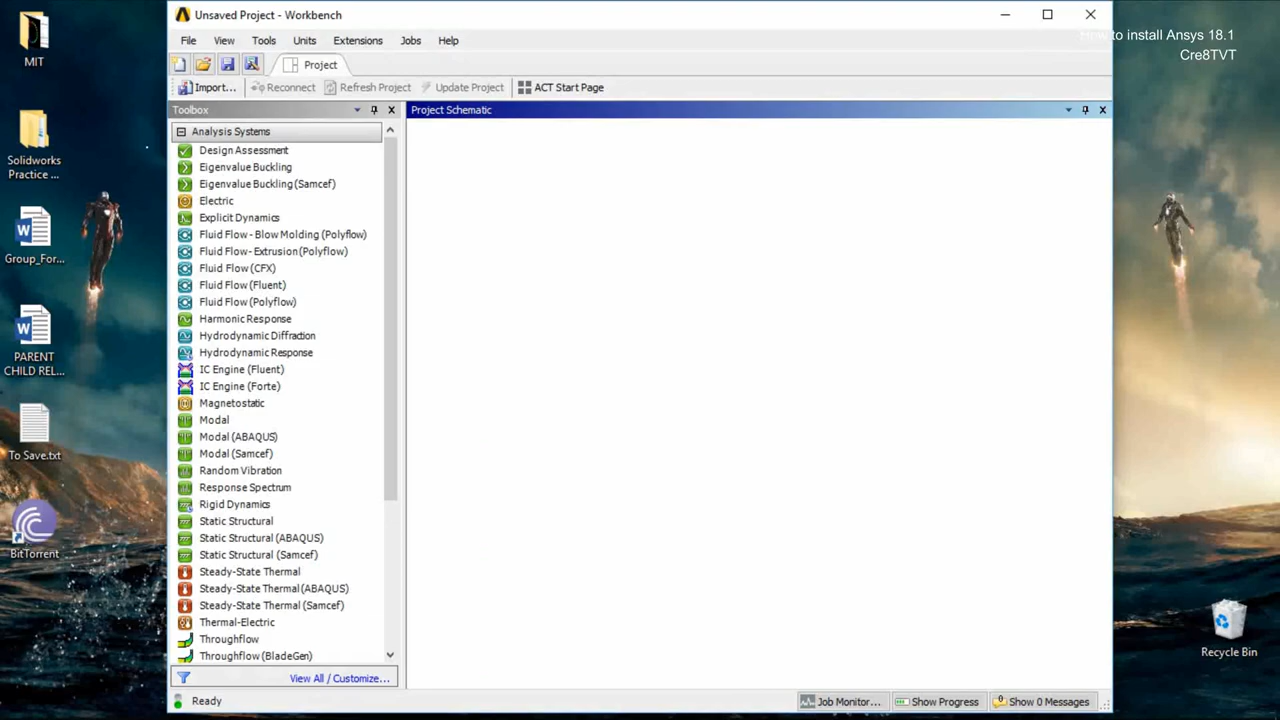 Unsaved Project - Workbench
File View Tools Units Extensions Jobs Help
Project
Import... Reconnect Refresh Project Update Project ACT Start Page
Toolbox
Project Schematic
Analysis Systems
Design Assessment
Eigenvalue Buckling
Eigenvalue Buckling (Samcef)
Electric
Explicit Dynamics
Fluid Flow - Blow Molding (Polyflow)
Fluid Flow- Extrusion (Polyflow)
Fluid Flow (CFX)
Fluid Flow (Fluent)
Fluid Flow (Polyflow)
Harmonic Response
Hydrodynamic Diffraction
Hydrodynamic Response
IC Engine (Fluent)
IC Engine (Forte)
Magnetostatic
Modal
Modal (ABAQUS)
Modal (Samcef)
Random Vibration
Response Spectrum
Rigid Dynamics
Static Structural
Static Structural (ABAQUS)
Static Structural (Samcef)
Steady-State Thermal
Steady-State Thermal (ABAQUS)
Steady-State Thermal (Samcef)
Thermal-Electric
Throughflow
Throughflow (BladeGen)
View All / Customize...
Ready
Job Monitor... Show Progress Show 0 Messages
MIT
Solidworks
Practice ...
Group_For...
PARENT
CHILD REL...
To Save.txt
BitTorrent
How to install Ansys 18.1
Cre8TVT
Recycle Bin